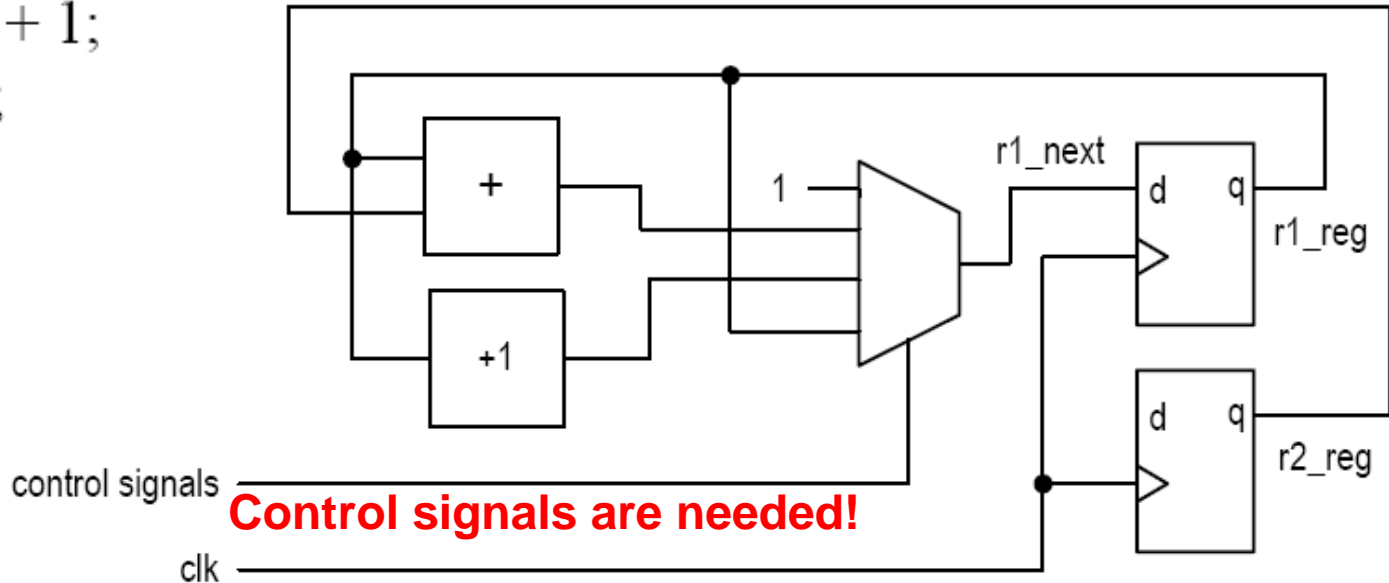 + 1;
;
+
1
r1_next
d q
r1_reg
+1
d q
r2_reg
control signals
Control signals are needed!
clk